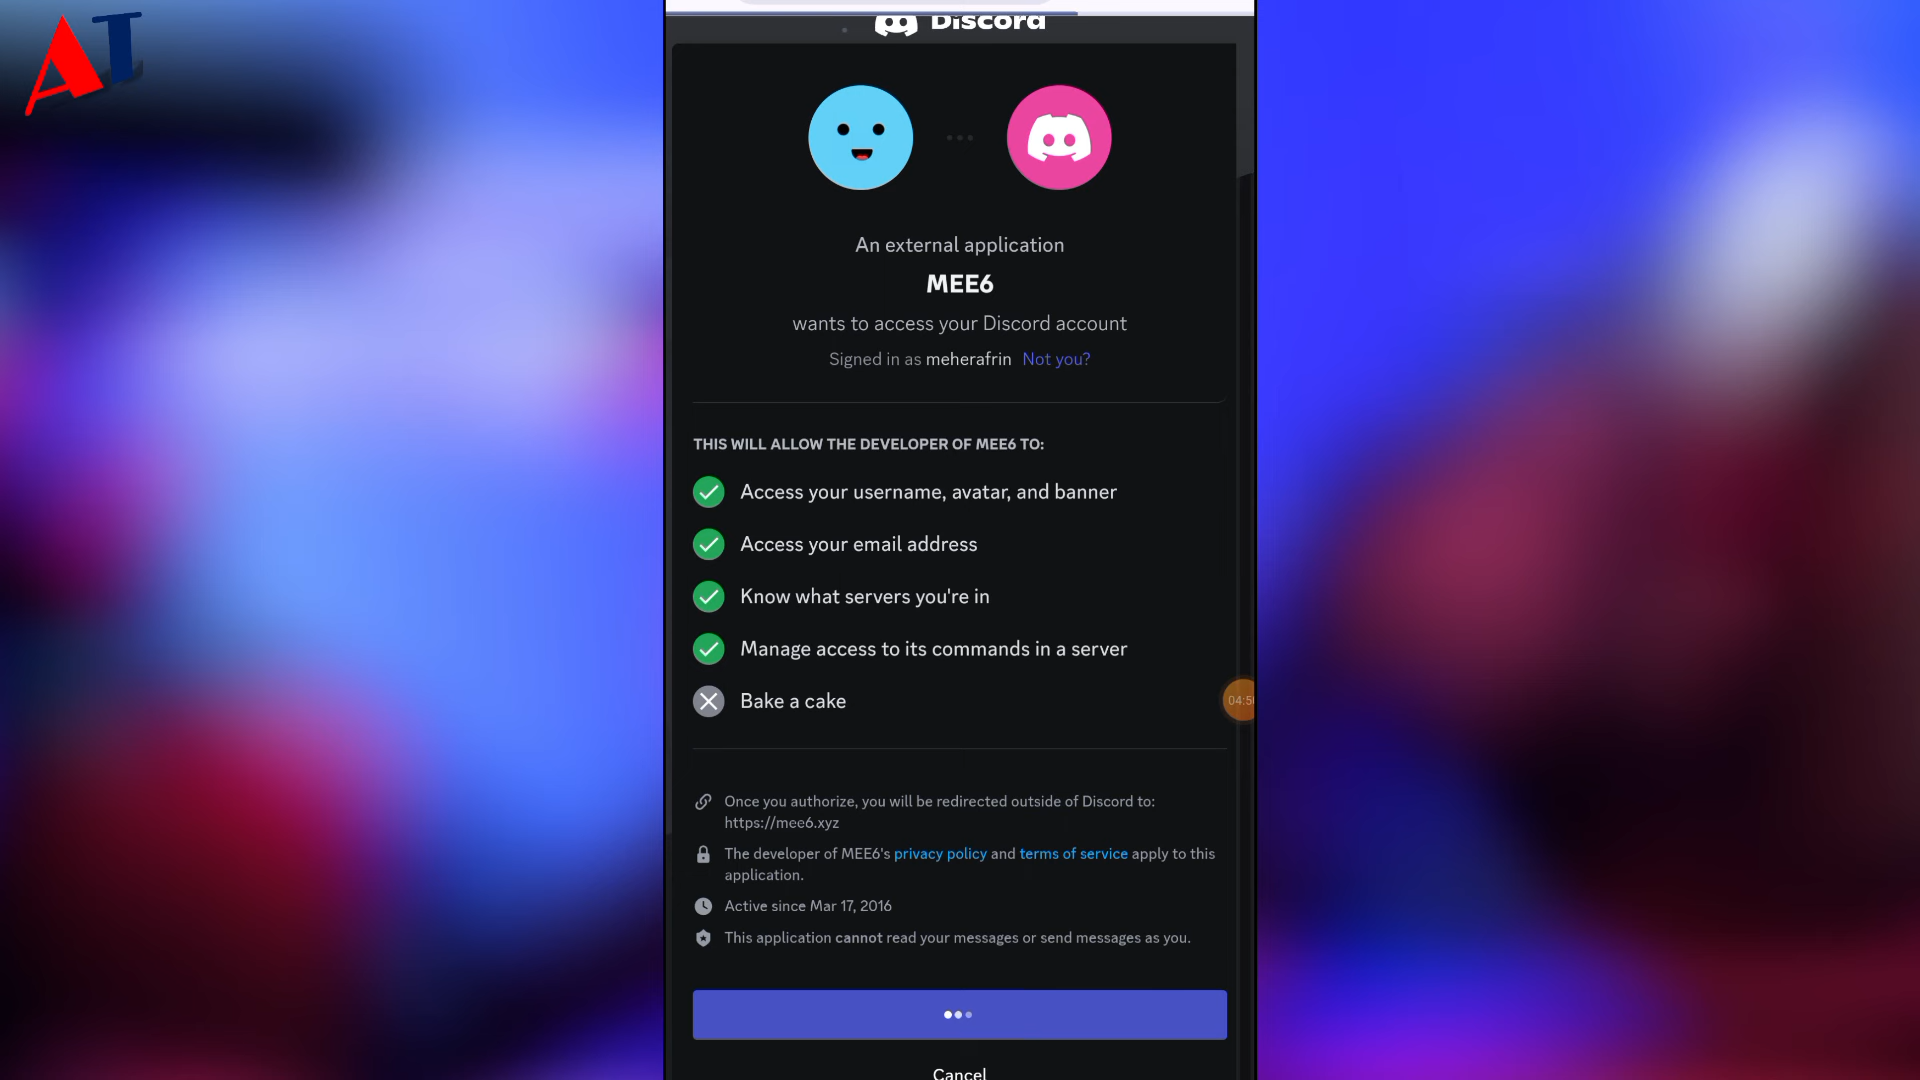 AT
Discord
An external application
MEE6
wants to access your Discord account
Signed in as meherafrin Not you?
THIS WILL ALLOW THE DEVELOPER OF MEE6 TO:
Access your username, avatar, and banner
Access your email address
Know what servers you're in
Manage access to its commands in a server
Bake a cake
Once you authorize, you will be redirected outside of Discord to:
https://mee6.xyz
The developer of MEE6's privacy policy and terms of service apply to this
application.
Active since Mar 17, 2016
This application cannot read your messages or send messages as you.
Cancel